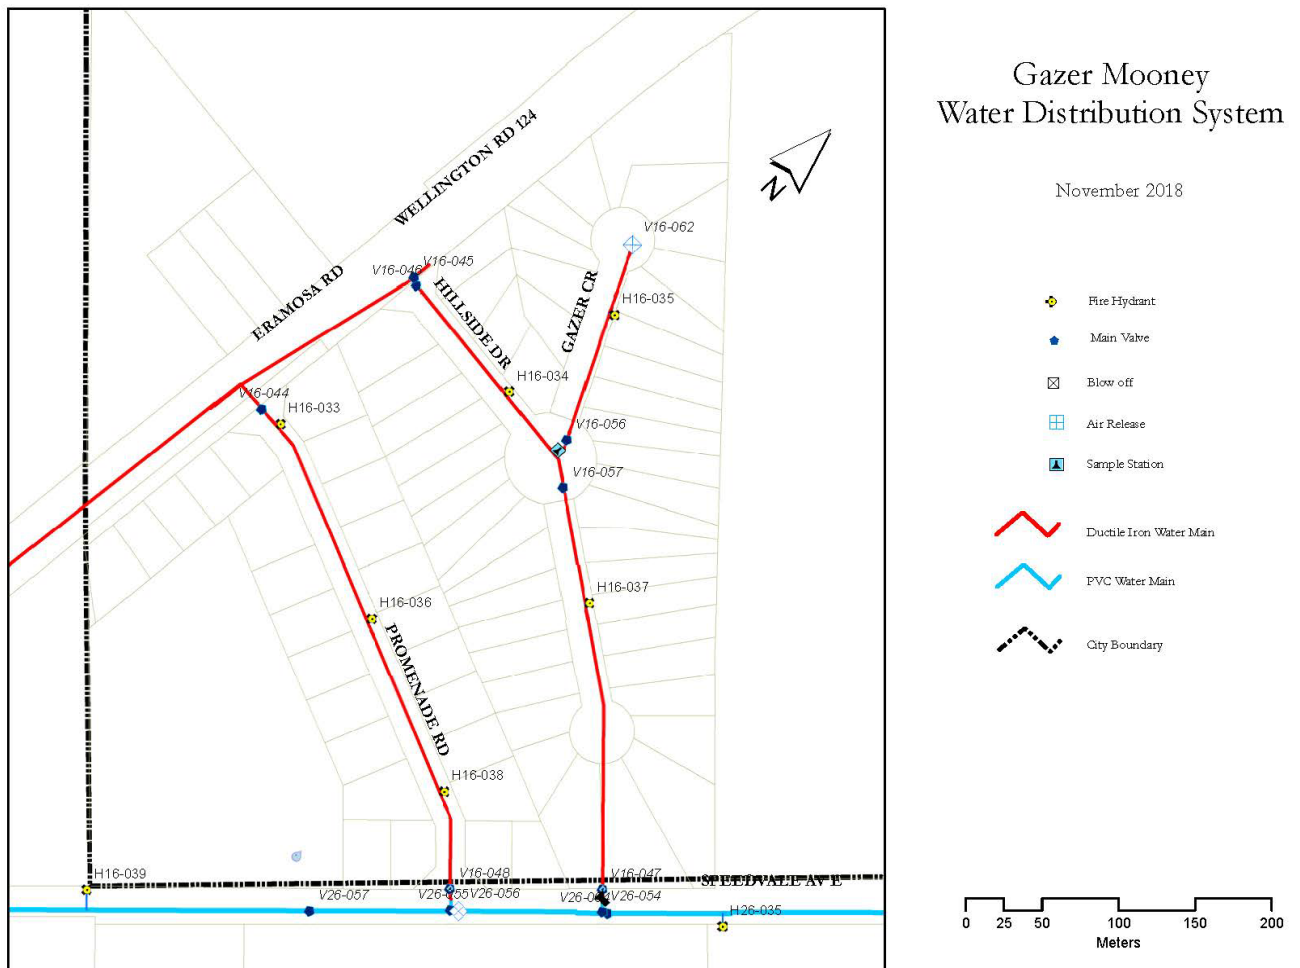 Gazer Mooney
Water Distribution System
November 2018
Fire Hydrant
Main Valve
Blow off
Air Release
Sample Station
Ductile Iron Water Main
PVC Water Main
City Boundary
0 25 50 100 150 200
Meters
N
WELLINGTON RD 124
ERAMOSA RD
HILLSIDE DR
GAZER CR
PROMENADE RD
SPEEDVALE AVE
V16-062
V16-045
V16-046
H16-035
H16-034
V16-044
H16-033
V16-056
V16-057
H16-037
H16-036
H16-038
H16-039
V16-048
V16-047
V26-057
V26-055
V26-056
V26-054
H26-035